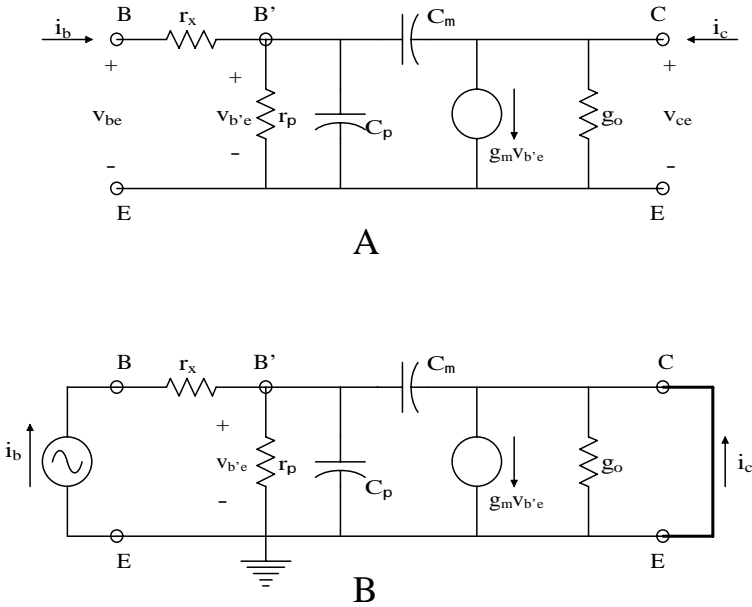 B r_x B' C_m C
i_b i_c
+ + +
v_be v_b'e r_p C_p g_o v_ce
g_m v_b'e
- - -
E E
A
B r_x B' C_m C
+
i_b v_b'e r_p C_p g_o i_c
g_m v_b'e
-
E E
B